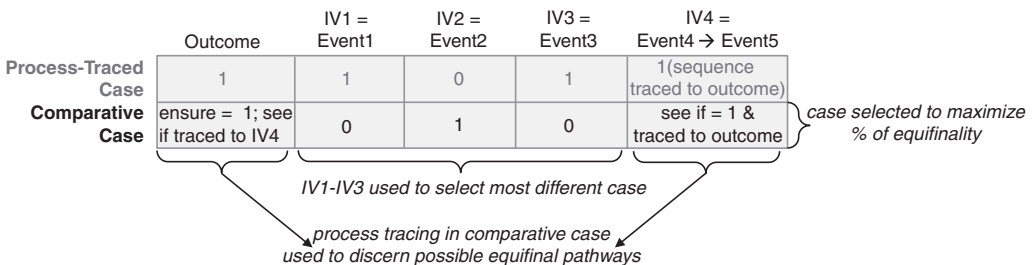 IV1 = IV2 = IV3 = IV4 =
Outcome Event1 Event2 Event3 Event4 → Event5
Process-Traced Case 1 1 0 1 1(sequence traced to outcome)
Comparative Case ensure = 1; see if traced to IV4 0 1 0 see if = 1 & traced to outcome
case selected to maximize
% of equifinality
IV1-IV3 used to select most different case
process tracing in comparative case
used to discern possible equifinal pathways